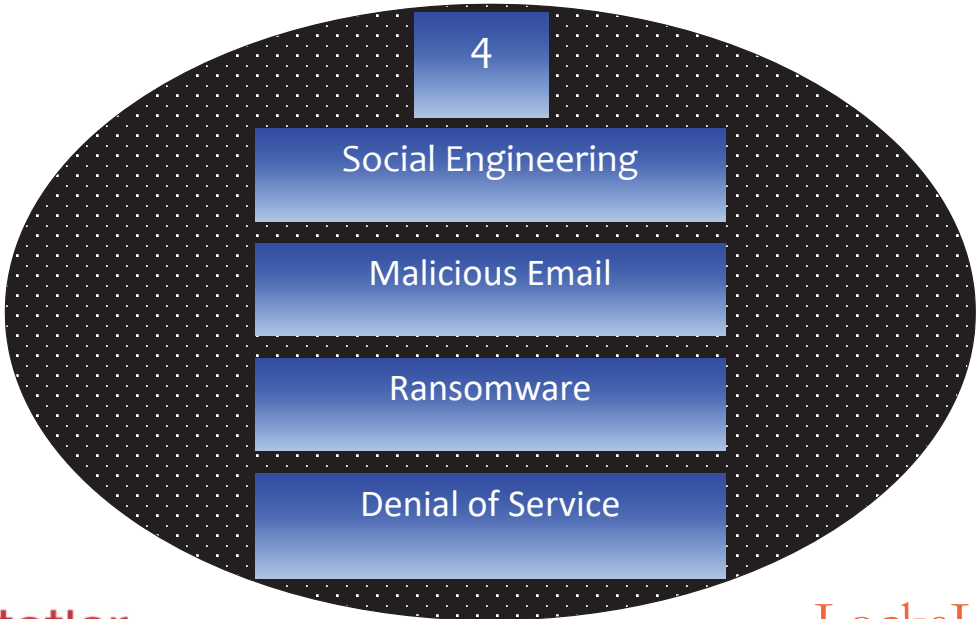 4
Social Engineering
Malicious Email
Ransomware
Denial of Service